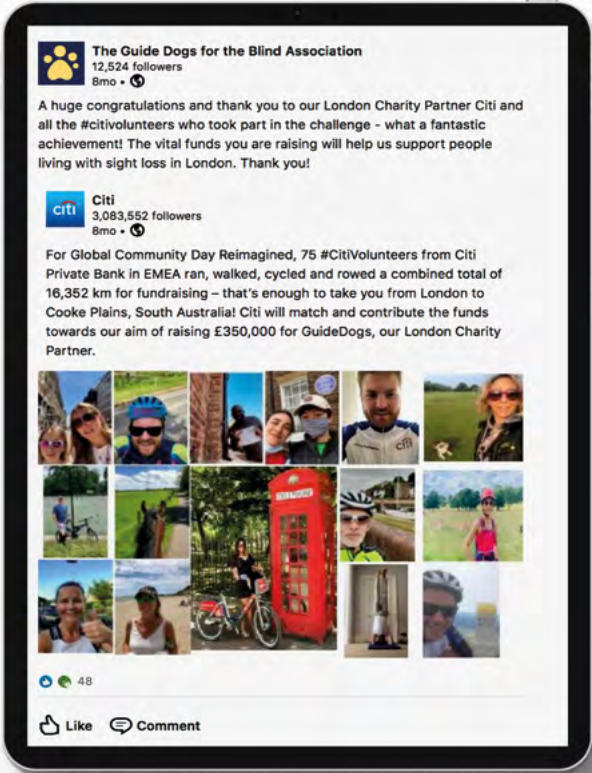 The Guide Dogs for the Blind Association
12,524 followers
8mo •
A huge congratulations and thank you to our London Charity Partner Citi and
all the #citivolunteers who took part in the challenge - what a fantastic
achievement! The vital funds you are raising will help us support people
living with sight loss in London. Thank you!
citi
Citi
3,083,552 followers
8mo •
For Global Community Day Reimagined, 75 #CitiVolunteers from Citi
Private Bank in EMEA ran, walked, cycled and rowed a combined total of
16,352 km for fundraising – that's enough to take you from London to
Cooke Plains, South Australia! Citi will match and contribute the funds
towards our aim of raising £350,000 for GuideDogs, our London Charity
Partner.
citi
TELEPHONE
48
Like Comment